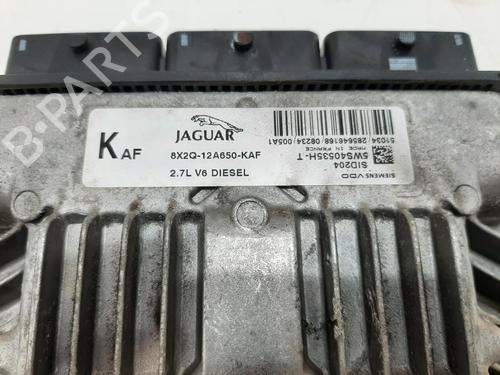 K AF
JAGUAR
8X2Q-12A650-KAF
2.7L V6 DIESEL
51034 28564616B 08234 005A1
MADE IN FRANCE
5WS40535H-T
SID204
SIEMENS VDO
B-PARTS